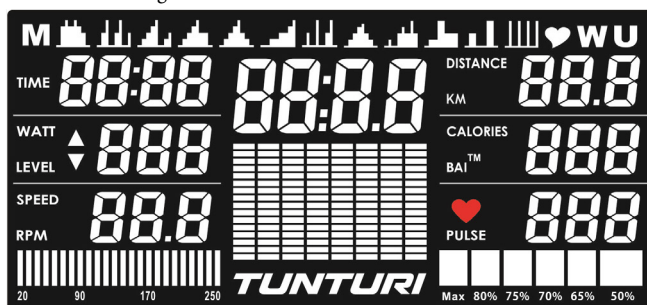 M W U
TIME 88:88
88:8.8
DISTANCE
KM 88.8
WATT
LEVEL 888
CALORIES
BAI™ 888
SPEED
RPM 88.8
PULSE 888
20 90 170 250
TUNTURI
Max 80% 75% 70% 65% 50%